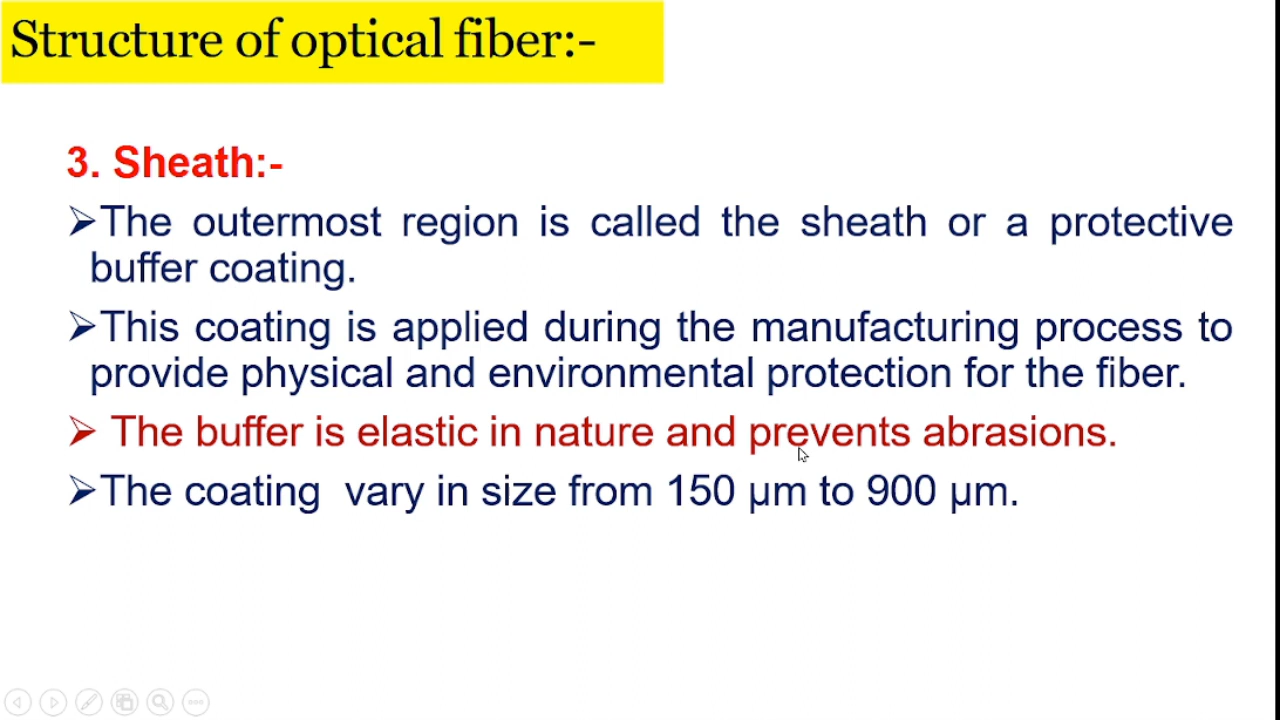 Structure of optical fiber:-
3. Sheath:-
➢The outermost region is called the sheath or a protective
buffer coating.
➢This coating is applied during the manufacturing process to
provide physical and environmental protection for the fiber.
➢ The buffer is elastic in nature and prevents abrasions.
➢The coating vary in size from 150 μm to 900 μm.